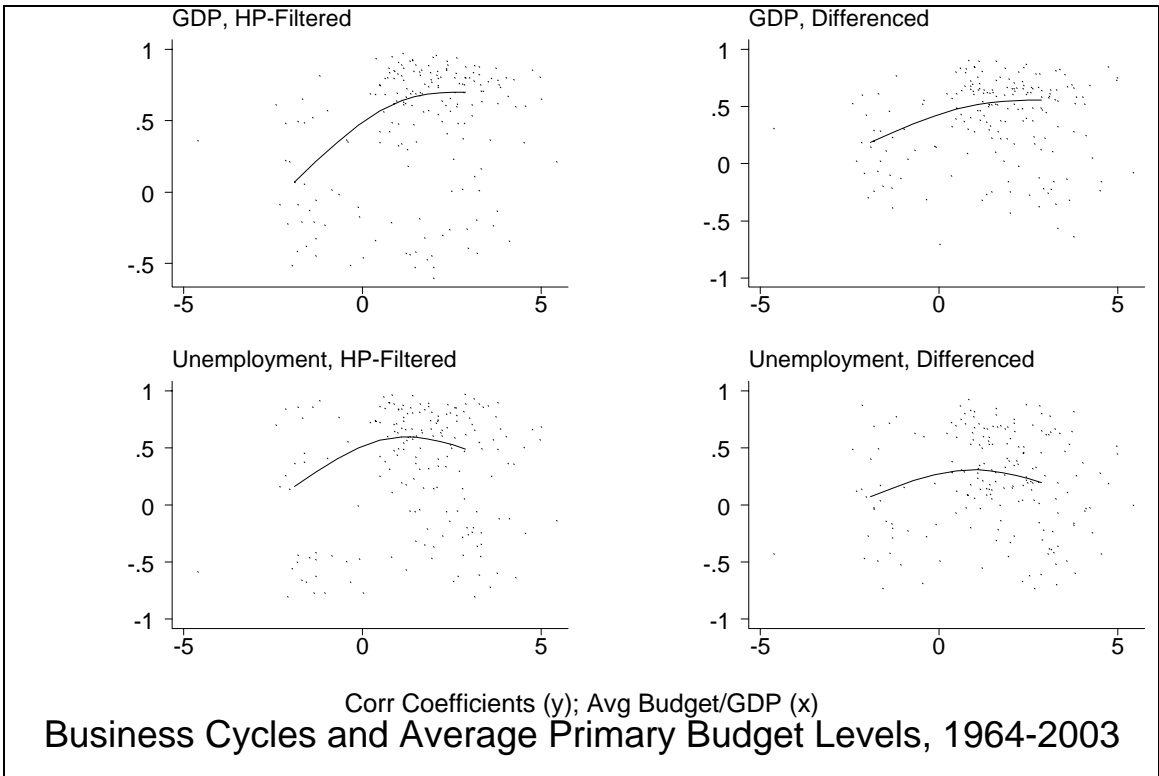 GDP, HP-Filtered
1
.5
0
-.5
-5 0 5
GDP, Differenced
1
0.5
0
-.5
-1
-5 0 5
Unemployment, HP-Filtered
1
.5
0
-.5
-1
-5 0 5
Unemployment, Differenced
1
.5
0
-.5
-1
-5 0 5
Corr Coefficients (y); Avg Budget/GDP (x)
Business Cycles and Average Primary Budget Levels, 1964-2003